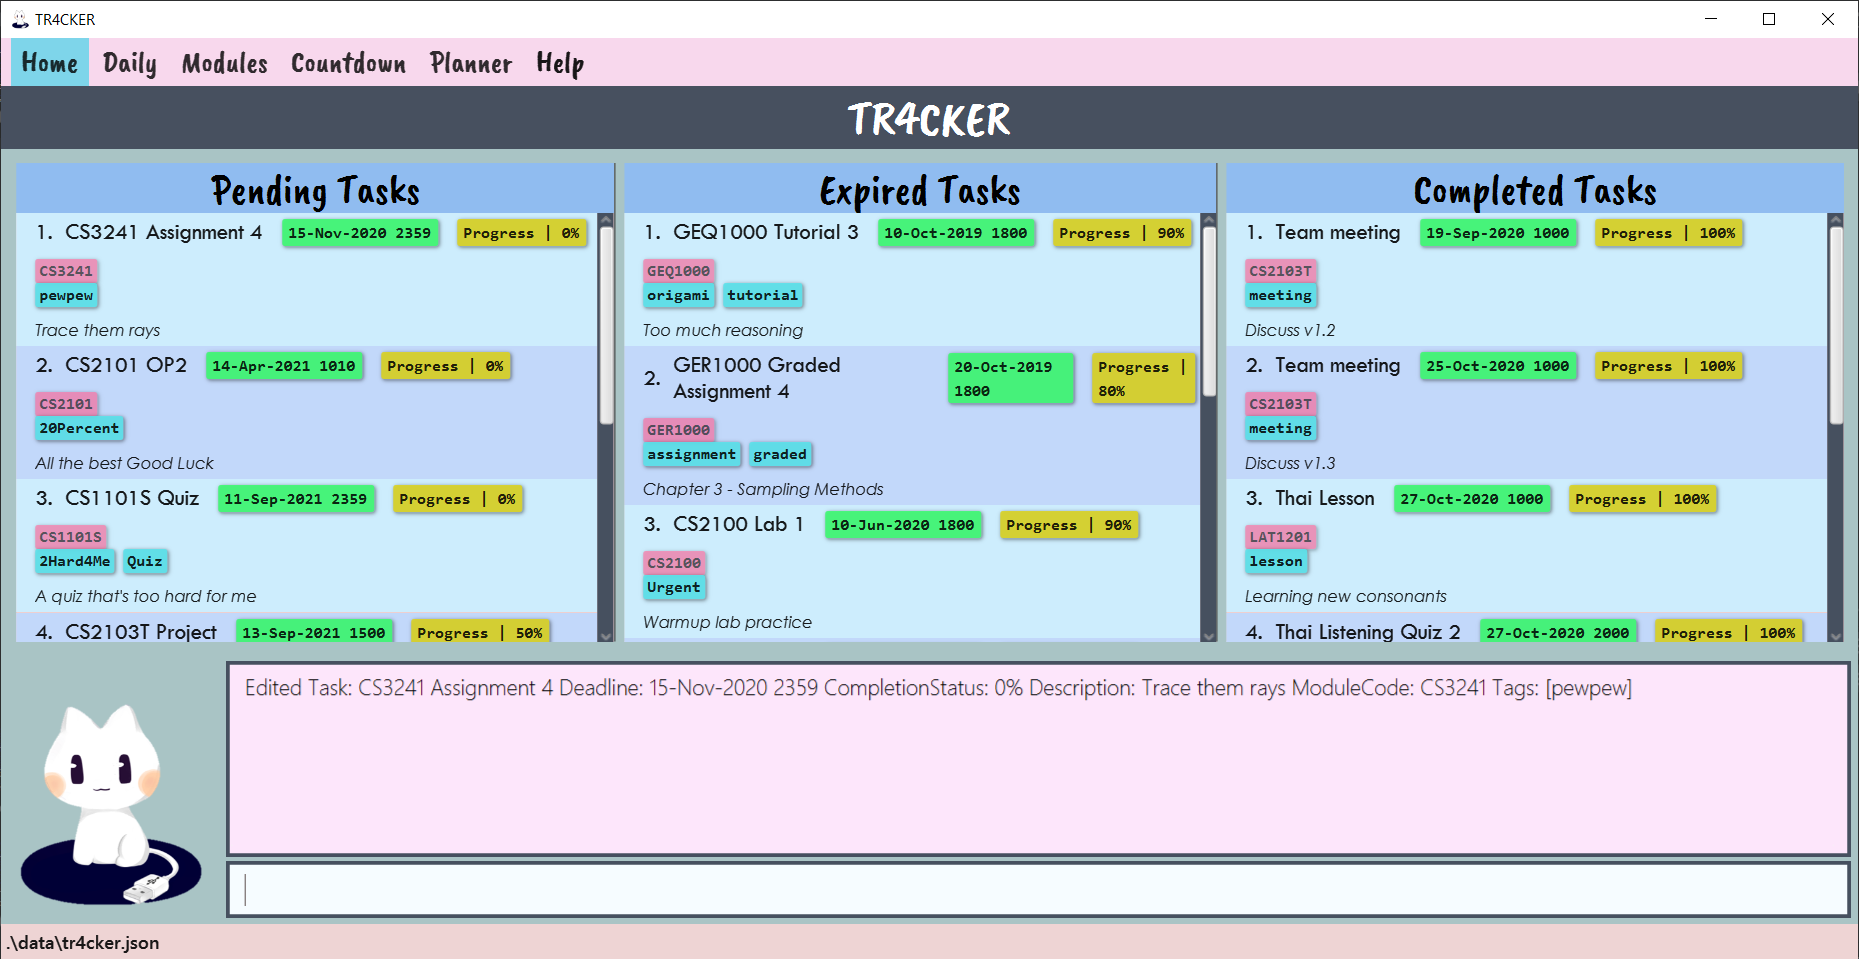 TR4CKER
Home Daily Modules Countdown Planner Help
TR4CKER
Pending Tasks
1. CS3241 Assignment 4 15-Nov-2020 2359 Progress | 0%
CS3241
pewpew
Trace them rays
2. CS2101 OP2 14-Apr-2021 1010 Progress | 0%
CS2101
20Percent
All the best Good Luck
3. CS1101S Quiz 11-Sep-2021 2359 Progress | 0%
CS1101S
2Hard4Me Quiz
A quiz that's too hard for me
4. CS2103T Project 13-Sep-2021 1500 Progress | 50%
Expired Tasks
1. GEQ1000 Tutorial 3 10-Oct-2019 1800 Progress | 90%
GEQ1000
origami tutorial
Too much reasoning
2. GER1000 Graded Assignment 4 20-Oct-2019 1800 Progress | 80%
GER1000
assignment graded
Chapter 3 - Sampling Methods
3. CS2100 Lab 1 10-Jun-2020 1800 Progress | 90%
CS2100
Urgent
Warmup lab practice
Completed Tasks
1. Team meeting 19-Sep-2020 1000 Progress | 100%
CS2103T
meeting
Discuss v1.2
2. Team meeting 25-Oct-2020 1000 Progress | 100%
CS2103T
meeting
Discuss v1.3
3. Thai Lesson 27-Oct-2020 1000 Progress | 100%
LAT1201
lesson
Learning new consonants
4. Thai Listening Quiz 2 27-Oct-2020 2000 Progress | 100%
Edited Task: CS3241 Assignment 4 Deadline: 15-Nov-2020 2359 CompletionStatus: 0% Description: Trace them rays ModuleCode: CS3241 Tags: [pewpew]
.\data\tr4cker.json